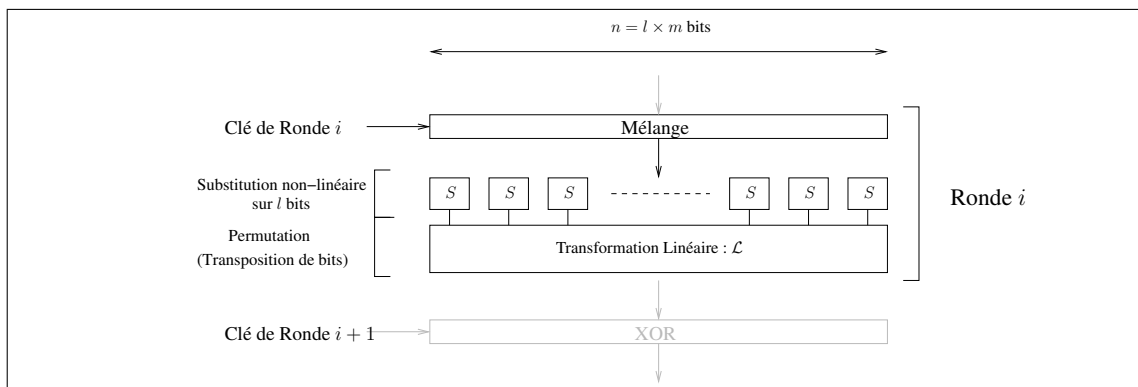 n = l × m bits
Clé de Ronde i
Mélange
Substitution non–linéaire
sur l bits
S S S S S S
Ronde i
Permutation
(Transposition de bits)
Transformation Linéaire : ℒ
Clé de Ronde i + 1
XOR